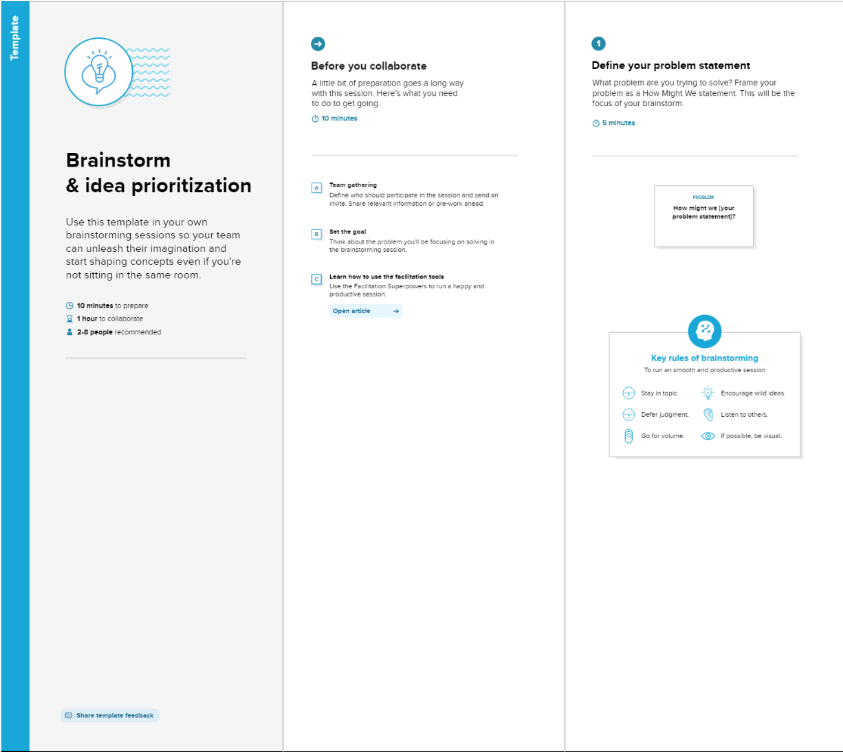 Template
Brainstorm
& idea prioritization
Use this template in your own
brainstorming sessions so your team
can unleash their imagination and
start shaping concepts even if you're
not sitting in the same room.
10 minutes to prepare
1 hour to collaborate
2-8 people recommended
Share template feedback
Before you collaborate
A little bit of preparation goes a long way
with this session. Here's what you need
to do to get going.
10 minutes
A
Team gathering
Define who should participate in the session and send an
invite. Share relevant information or pre-work ahead.
B
Set the goal
Think about the problem you'll be focusing on solving in
the brainstorming session.
C
Learn how to use the facilitation tools
Use the Facilitation Superpowers to run a happy and
productive session.
Open article
1
Define your problem statement
What problem are you trying to solve? Frame your
problem as a How Might We statement. This will be the
focus of your brainstorm.
5 minutes
PROBLEM
How might we [your
problem statement]?
Key rules of brainstorming
To run an smooth and productive session
Stay in topic.
Encourage wild ideas.
Defer judgment.
Listen to others.
Go for volume.
If possible, be visual.